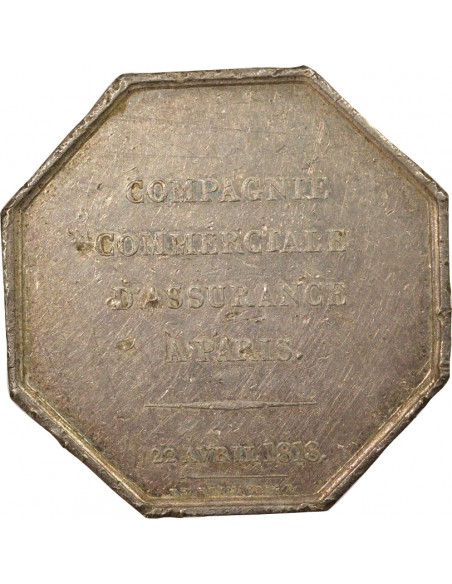 COMPAGNIE
COMMERCIALE
D'ASSURANCE
A PARIS.
22 AVRIL 1818.